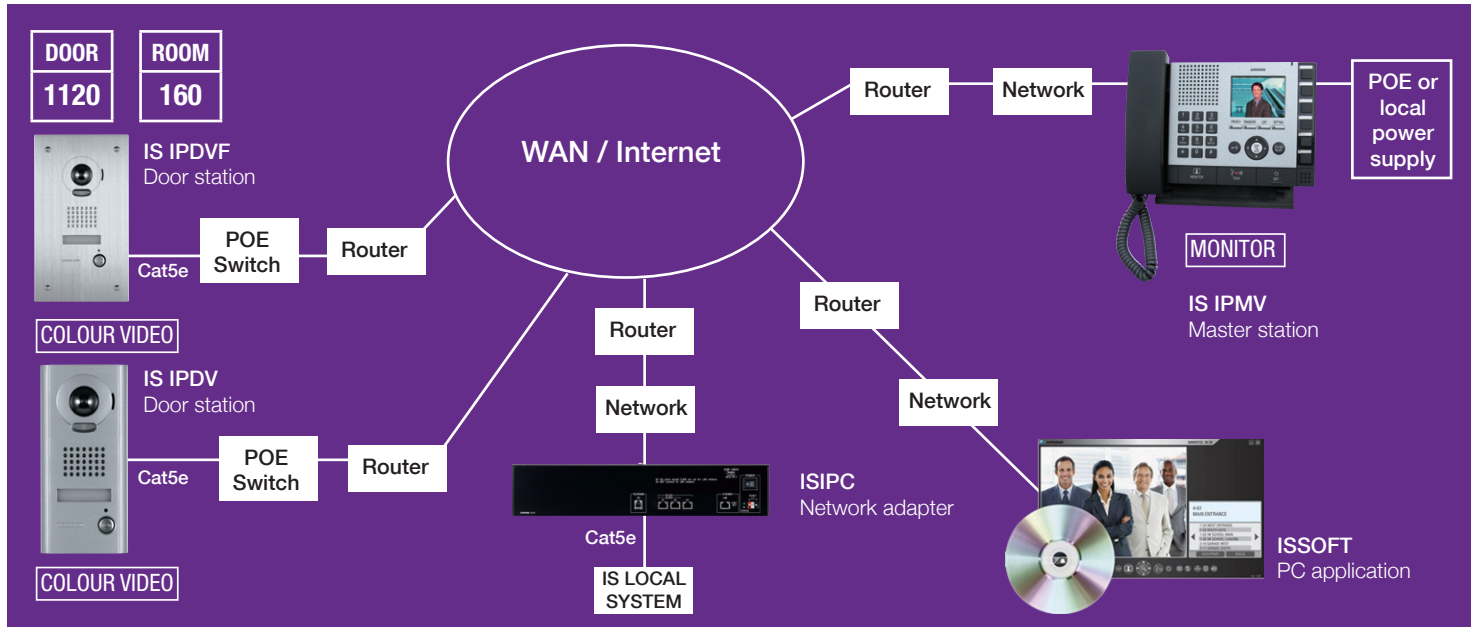 DOOR
1120
ROOM
160
IS IPDVF
Door station
Cat5e
POE
Switch
Router
COLOUR VIDEO
IS IPDV
Door station
Cat5e
POE
Switch
Router
COLOUR VIDEO
WAN / Internet
Router
Network
ISIPC
Network adapter
Cat5e
IS LOCAL
SYSTEM
Router
Network
POE or
local
power
supply
MONITOR
IS IPMV
Master station
Router
Network
MAIN ENTRANCE
ISSOFT
PC application